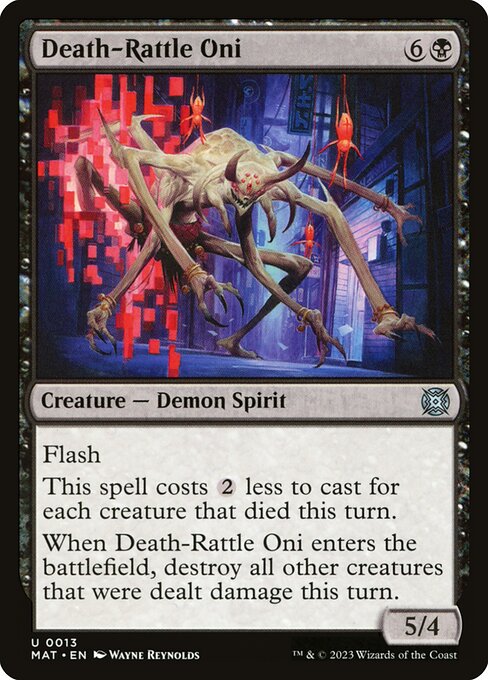 Death-Rattle Oni 6
Creature — Demon Spirit
Flash
This spell costs 2 less to cast for
each creature that died this turn.
When Death-Rattle Oni enters the
battlefield, destroy all other creatures
that were dealt damage this turn.
5/4
U 0013
MAT • EN WAYNE REYNOLDS
™ & © 2023 Wizards of the Coast